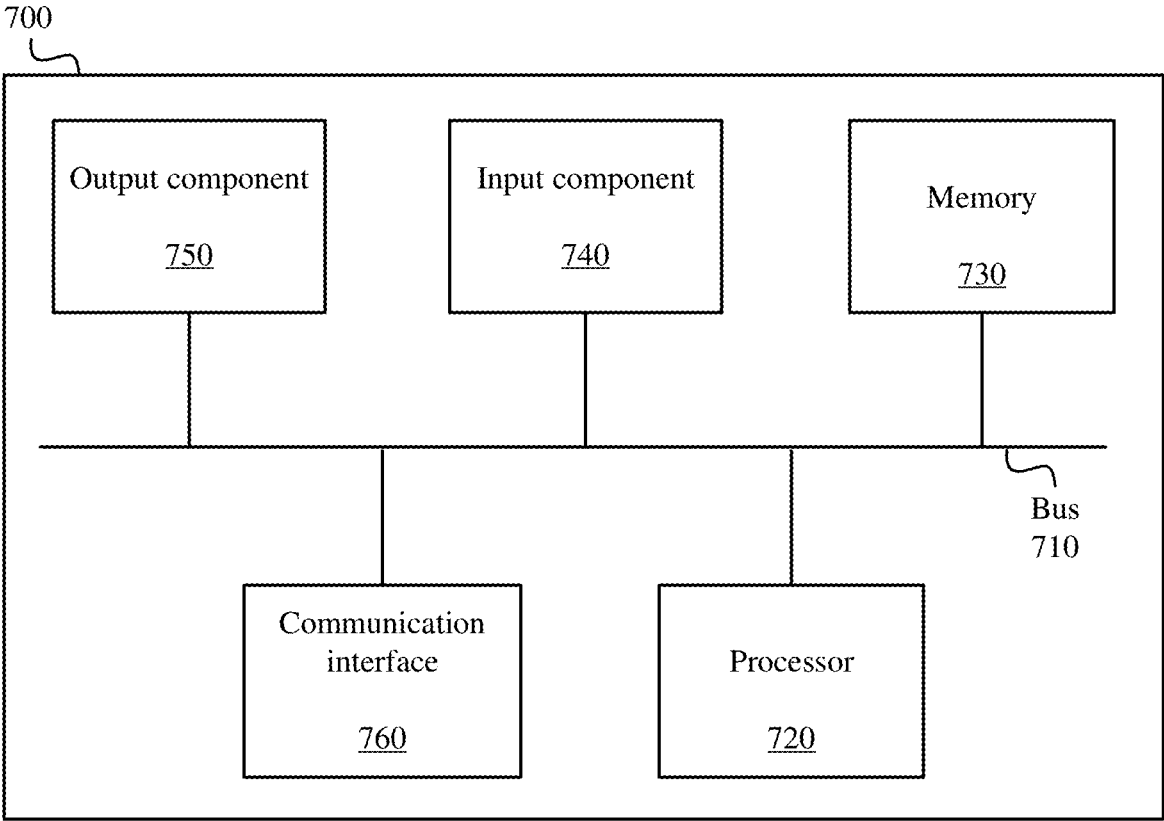 700
Output component
750
Input component
740
Memory
730
Bus
710
Communication
interface
760
Processor
720